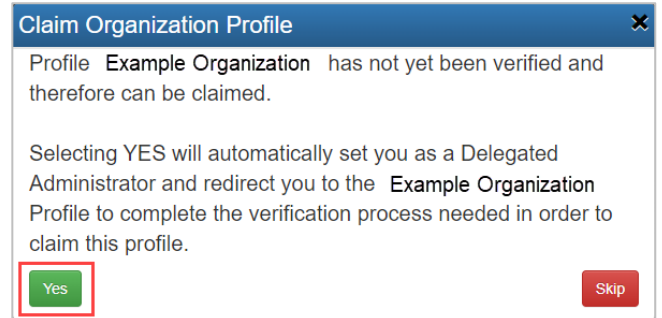 Claim Organization Profile
Profile Example Organization has not yet been verified and
therefore can be claimed.
Selecting YES will automatically set you as a Delegated
Administrator and redirect you to the Example Organization
Profile to complete the verification process needed in order to
claim this profile.
Yes
Skip